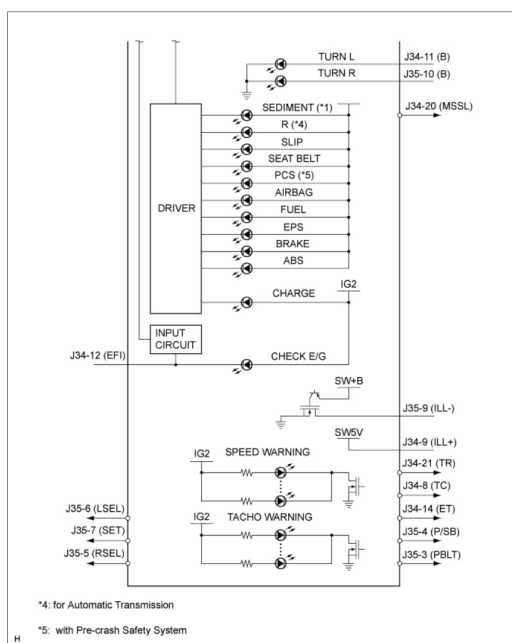 TURN L
J34-11 (B)
TURN R
J35-10 (B)
SEDIMENT (*1)
J34-20 (MSSL)
R (*4)
SLIP
SEAT BELT
PCS (*5)
AIRBAG
DRIVER
FUEL
EPS
BRAKE
ABS
IG2
CHARGE
INPUT
CIRCUIT
J34-12 (EFI)
CHECK E/G
SW+B
J35-9 (ILL-)
SW5V
J34-9 (ILL+)
IG2
SPEED WARNING
J34-21 (TR)
J34-8 (TC)
J35-6 (LSEL)
IG2
TACHO WARNING
J34-14 (ET)
J35-7 (SET)
J35-4 (P/SB)
J35-5 (RSEL)
J35-3 (PBLT)
*4: for Automatic Transmission
*5: with Pre-crash Safety System
H